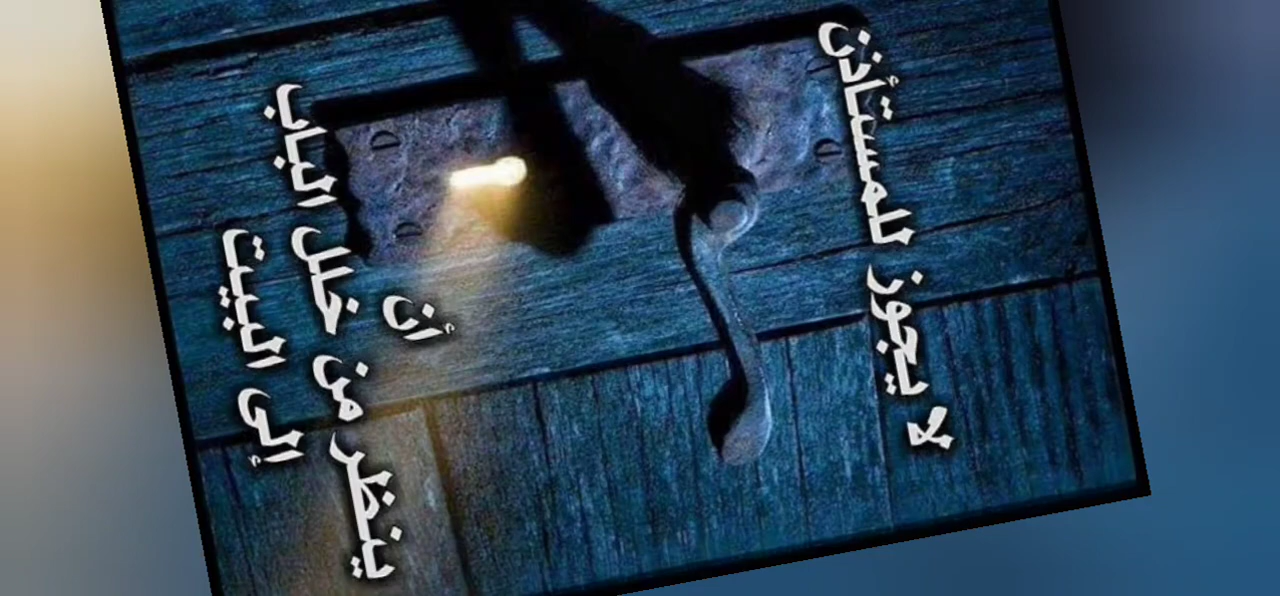 لا يجوز للمستأذن
أن
ينظر من خلل الباب
إلى البيت